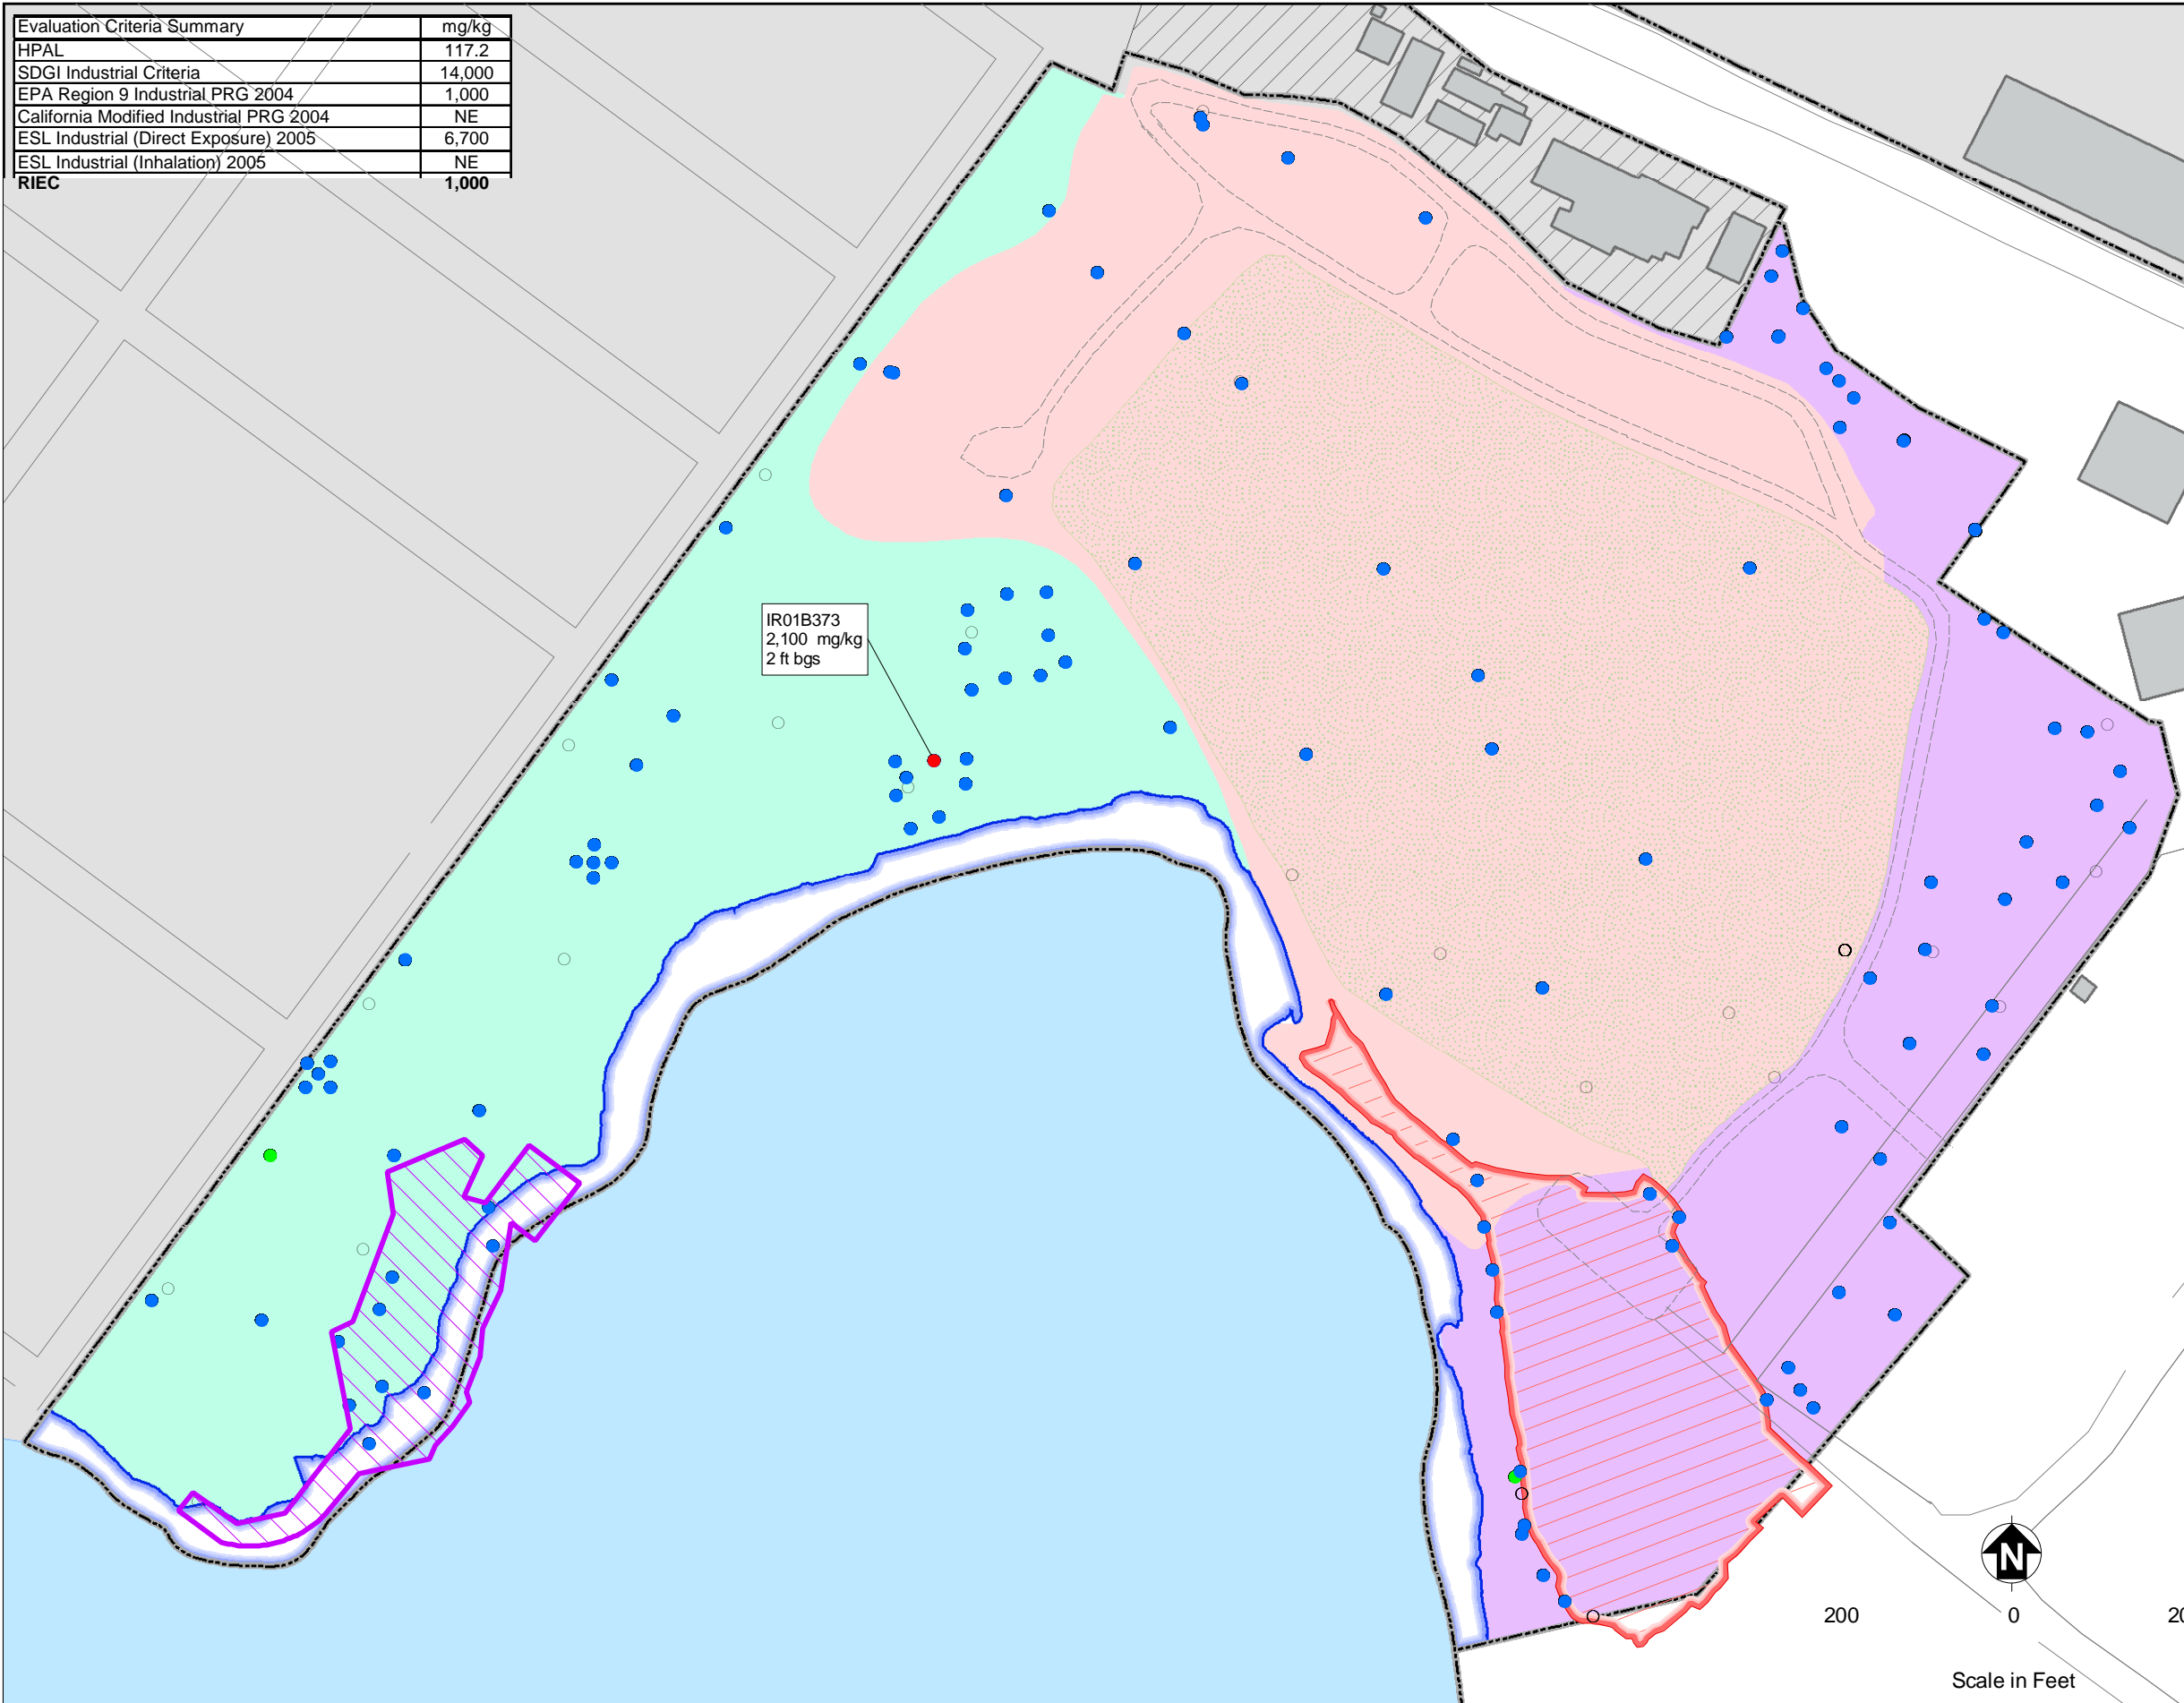 Evaluation Criteria Summary mg/kg
HPAL 117.2
SDGI Industrial Criteria 14,000
EPA Region 9 Industrial PRG 2004 1,000
California Modified Industrial PRG 2004 NE
ESL Industrial (Direct Exposure) 2005 6,700
ESL Industrial (Inhalation) 2005 NE
RIEC 1,000
IR01B373
2,100 mg/kg
2 ft bgs
N
200 0 20
Scale in Feet